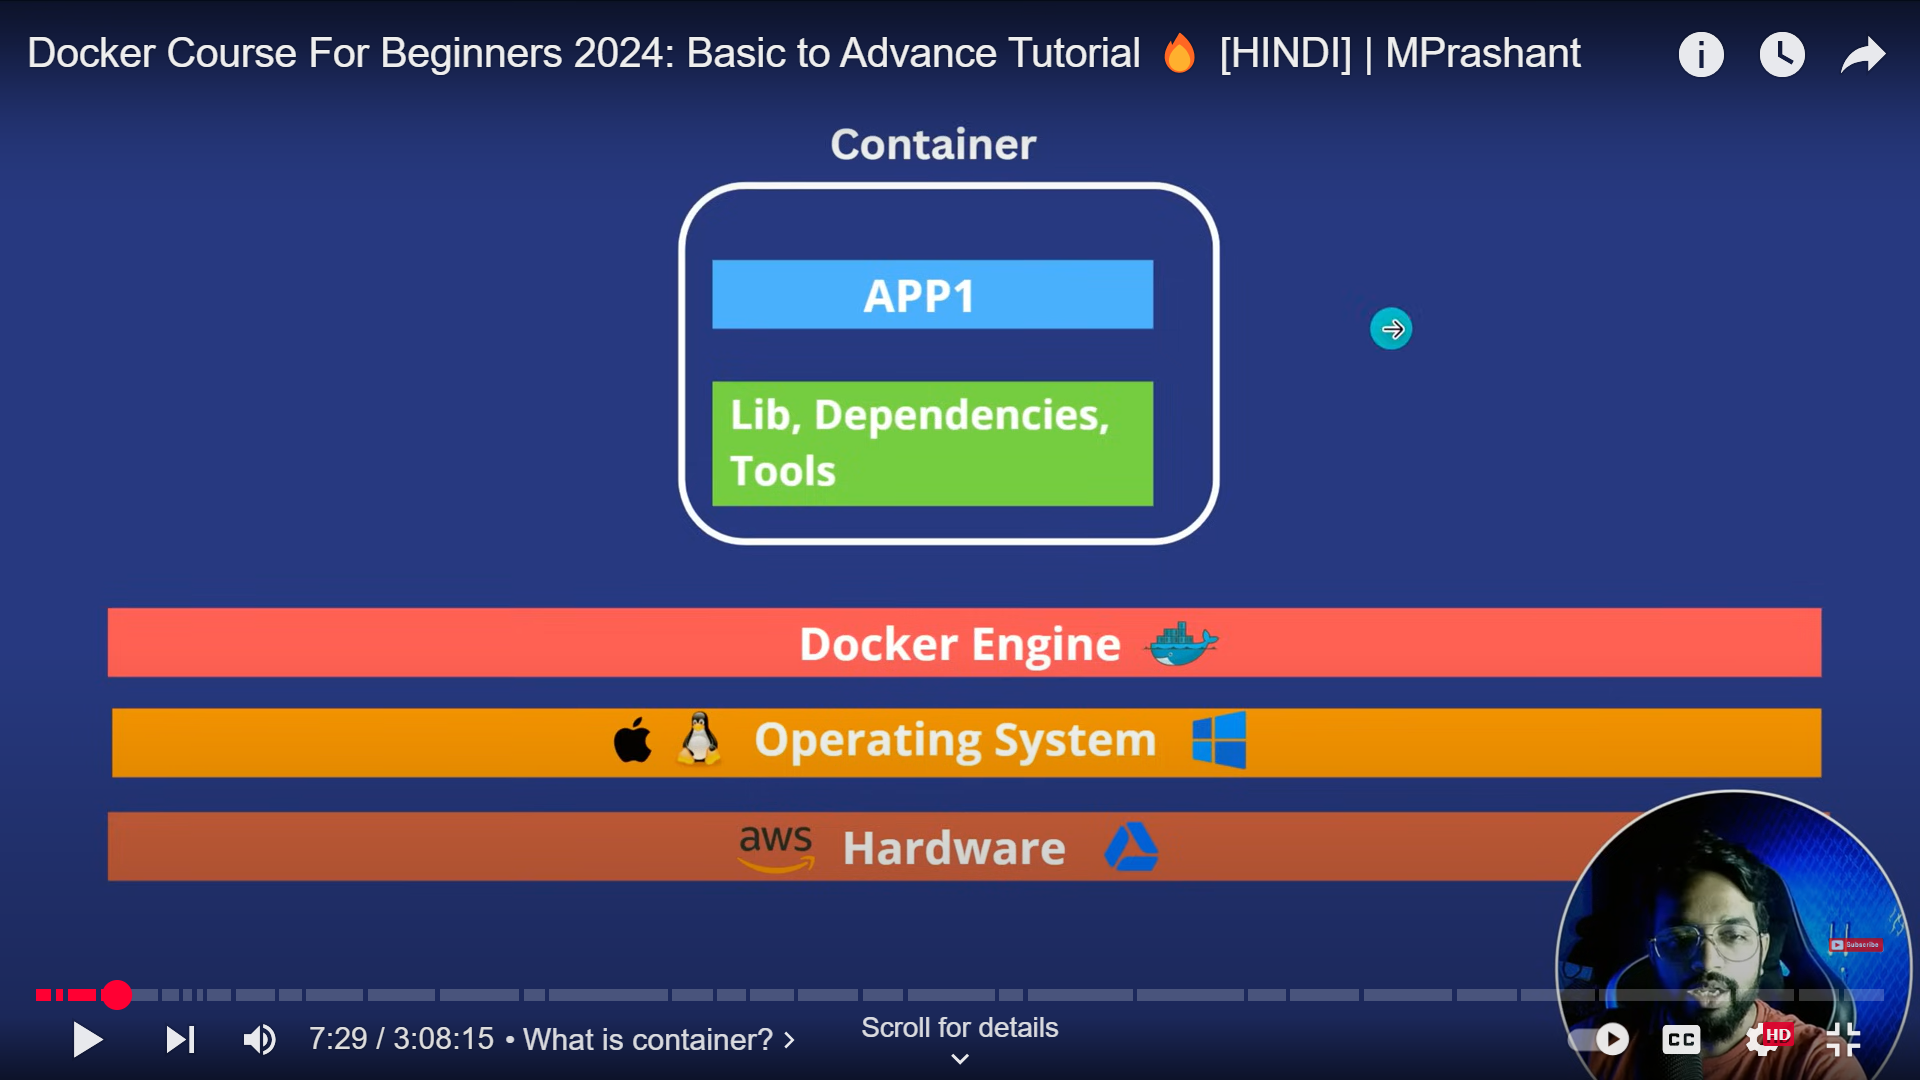 Docker Course For Beginners 2024: Basic to Advance Tutorial 🔥 [HINDI] | MPrashant
Container
APP1
Lib, Dependencies,
Tools
Docker Engine
Operating System
aws Hardware
Subscribe
7:29 / 3:08:15 • What is container? ›
Scroll for details
CC
HD